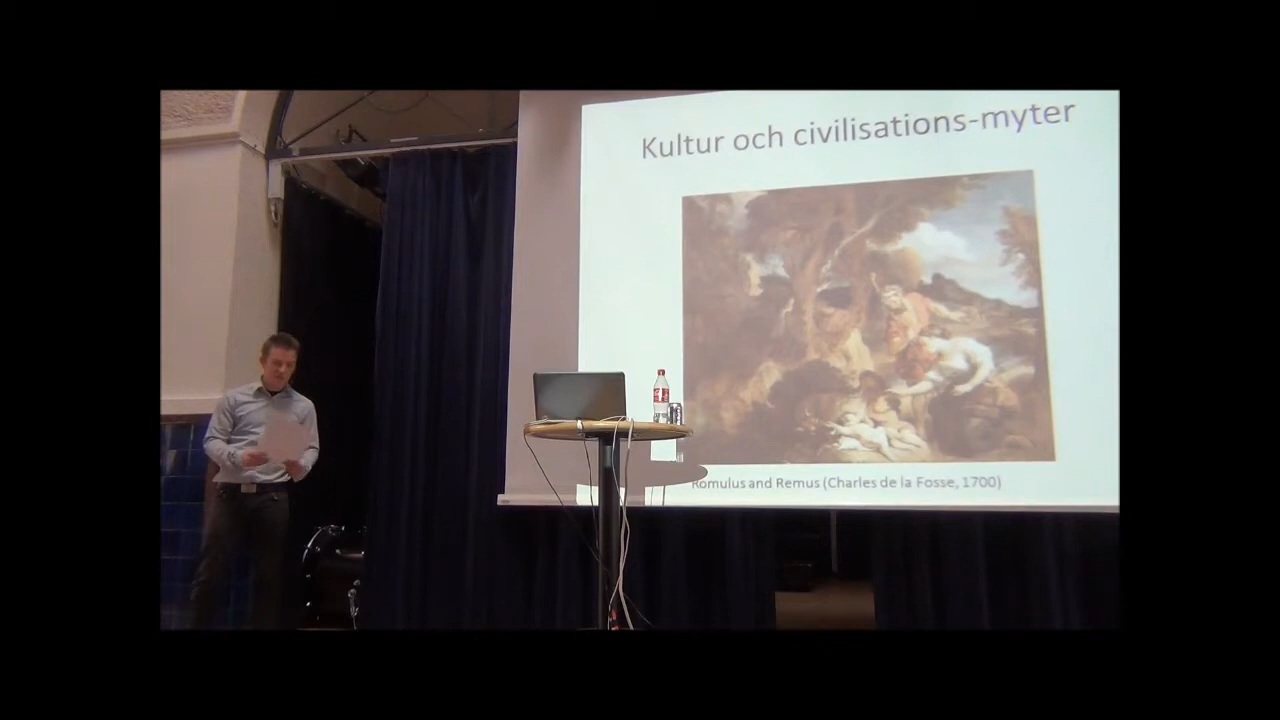 Kultur och civilisations-myter
Romulus and Remus (Charles de la Fosse, 1700)